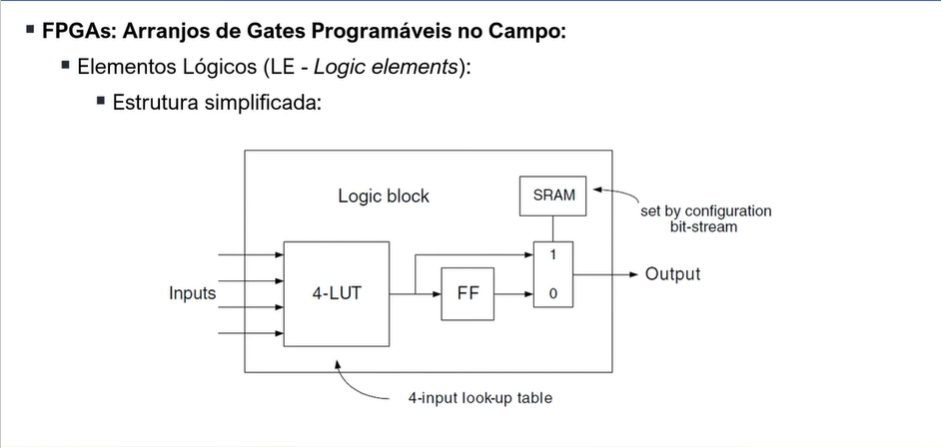 ▪ FPGAs: Arranjos de Gates Programáveis no Campo:
▪ Elementos Lógicos (LE - Logic elements):
▪ Estrutura simplificada:
Logic block
SRAM
set by configuration
bit-stream
1
Output
Inputs
4-LUT
FF
0
4-input look-up table